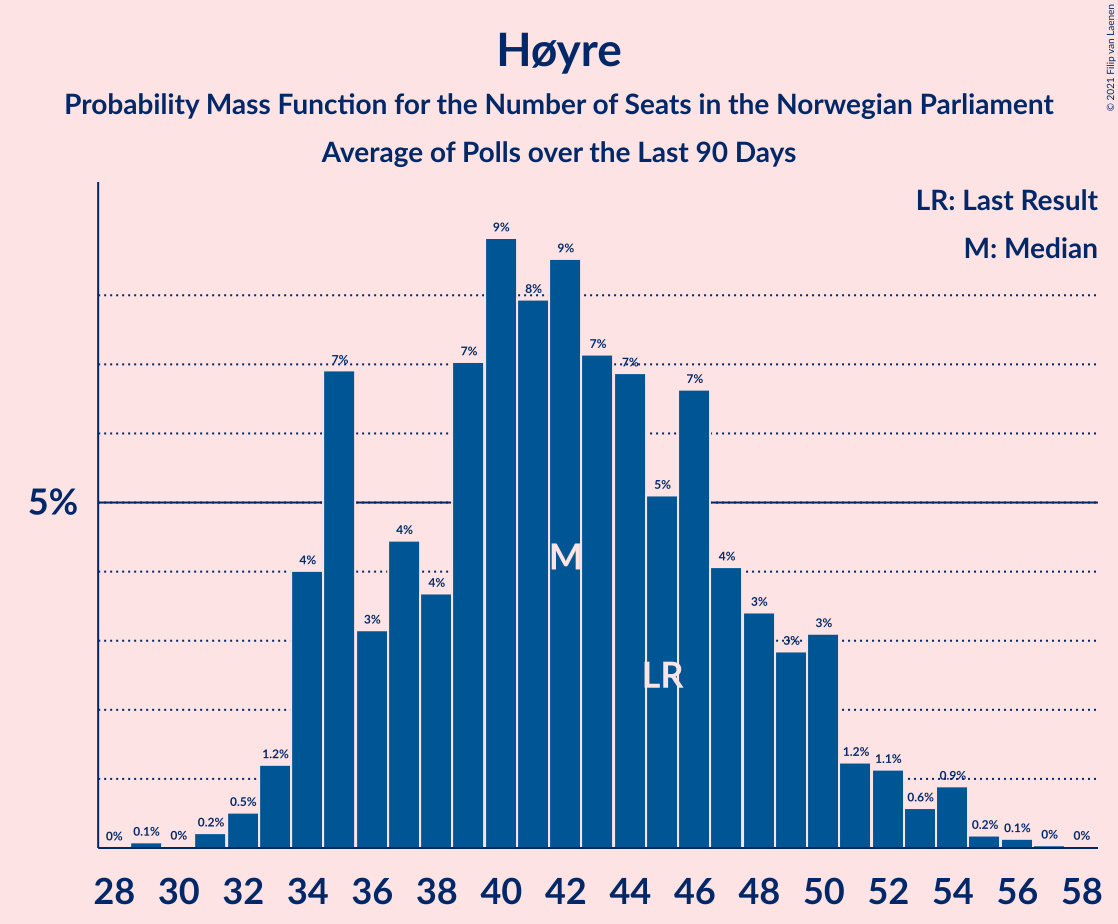 Høyre
Probability Mass Function for the Number of Seats in the Norwegian Parliament
Average of Polls over the Last 90 Days
© 2021 Filip van Laenen
LR: Last Result
M: Median
5%
0% 0.1% 0% 0.2% 0.5% 1.2% 4% 7% 3% 4% 4% 7% 9% 8% 9% 7% 7% 5% 7% 4% 3% 3% 3% 1.2% 1.1% 0.6% 0.9% 0.2% 0.1% 0% 0%
M
LR
28 30 32 34 36 38 40 42 44 46 48 50 52 54 56 58